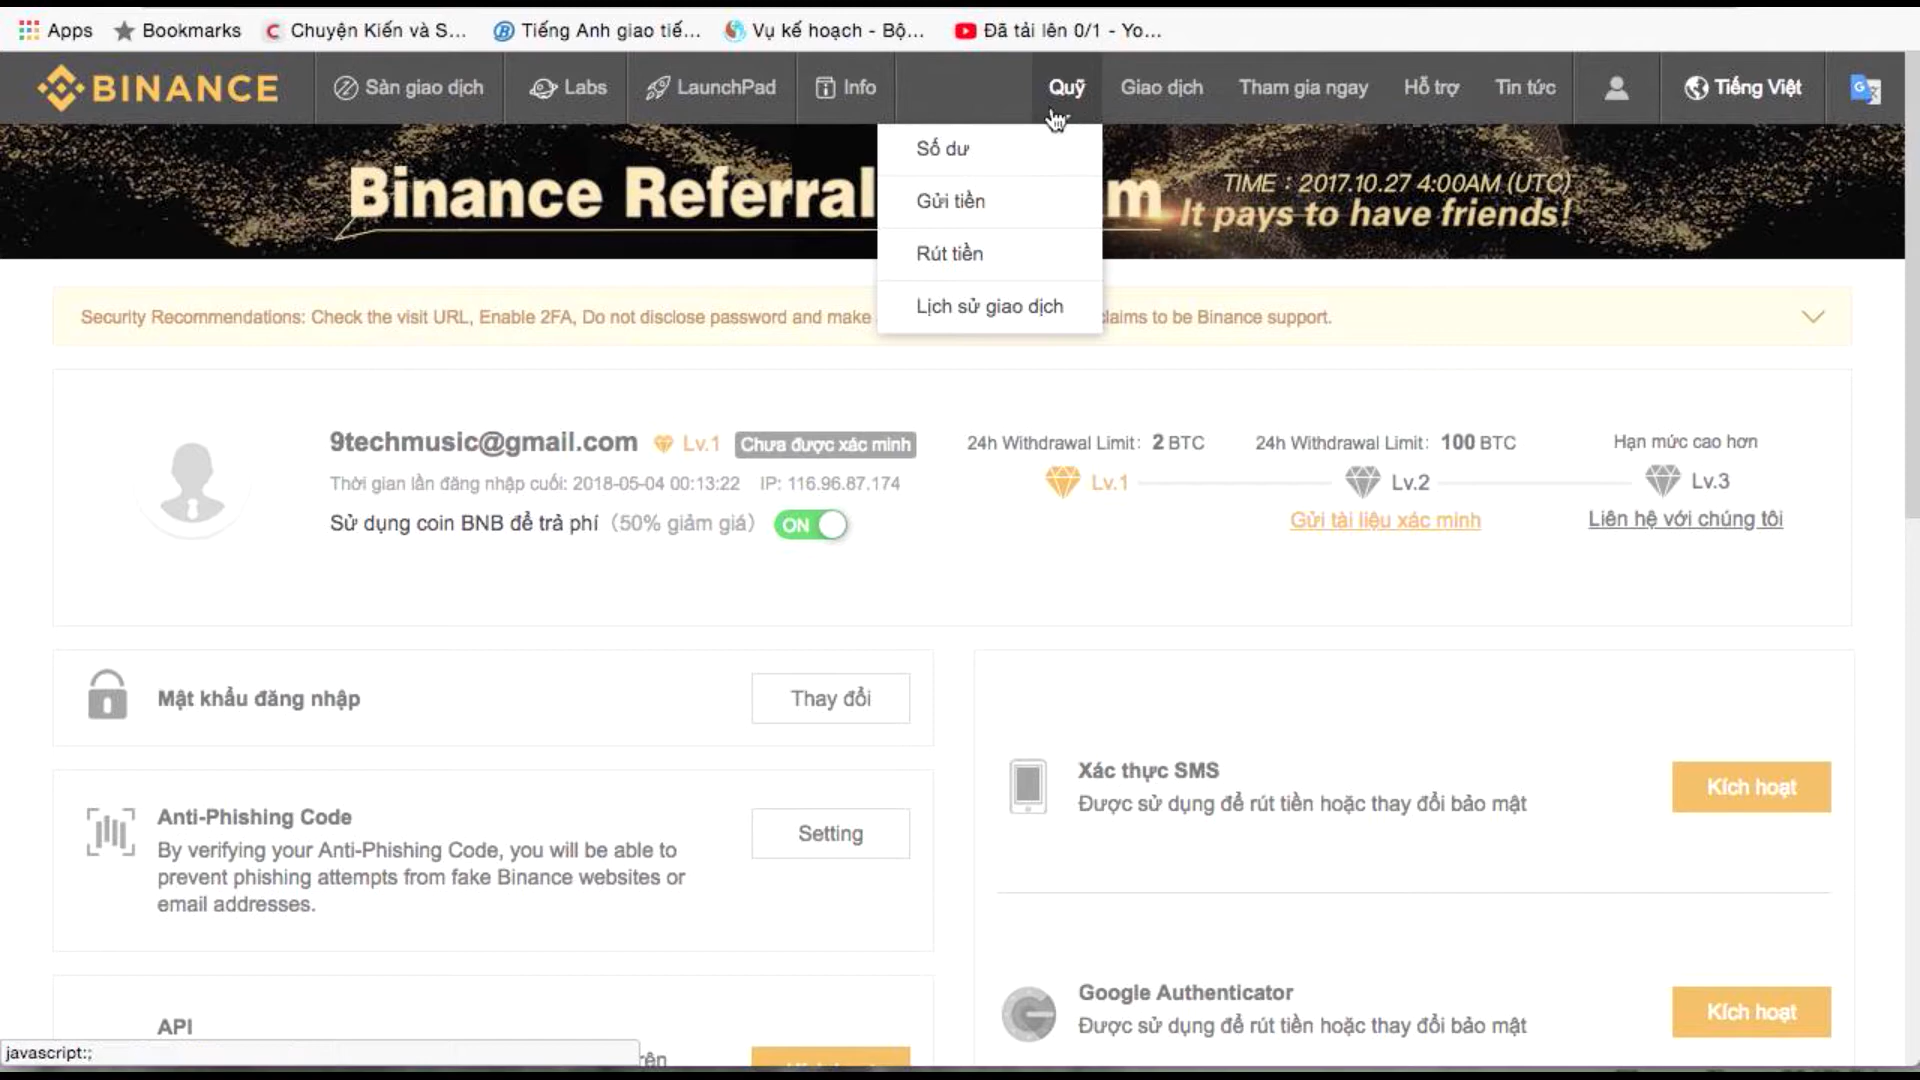 Apps Bookmarks Chuyện Kiến và S... Tiếng Anh giao tiế... Vụ kế hoạch - Bộ... Đã tải lên 0/1 - Yo...
BINANCE Sàn giao dịch Labs LaunchPad Info Quỹ Giao dịch Tham gia ngay Hỗ trợ Tin tức Tiếng Việt
Số dư
Gửi tiền
Rút tiền
Lịch sử giao dịch
Binance Referral m
TIME : 2017.10.27 4:00AM (UTC)
It pays to have friends!
Security Recommendations: Check the visit URL, Enable 2FA, Do not disclose password and make claims to be Binance support.
9techmusic@gmail.com Lv.1 Chưa được xác minh
Thời gian lần đăng nhập cuối: 2018-05-04 00:13:22 IP: 116.96.87.174
Sử dụng coin BNB để trả phí (50% giảm giá) ON
24h Withdrawal Limit: 2 BTC 24h Withdrawal Limit: 100 BTC Hạn mức cao hơn
Lv.1 Lv.2 Lv.3
Gửi tài liệu xác minh Liên hệ với chúng tôi
Mật khẩu đăng nhập Thay đổi
Anti-Phishing Code
By verifying your Anti-Phishing Code, you will be able to
prevent phishing attempts from fake Binance websites or
email addresses.
Setting
API
rên
Xác thực SMS
Được sử dụng để rút tiền hoặc thay đổi bảo mật
Kích hoạt
Google Authenticator
Được sử dụng để rút tiền hoặc thay đổi bảo mật
Kích hoạt
javascript:;